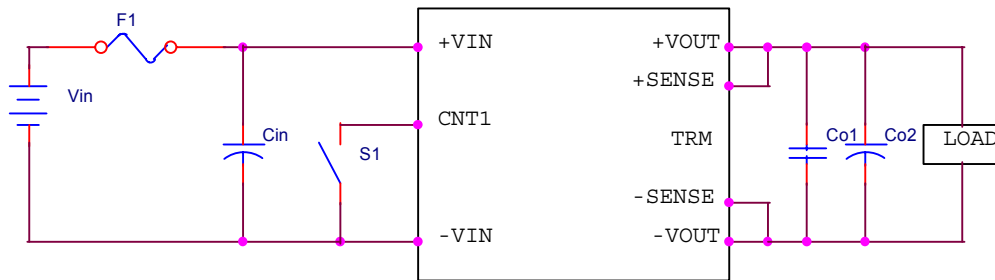 F1
+VIN
+VOUT
+SENSE
Vin
CNT1
Cin
S1
TRM
Co1
Co2
LOAD
-SENSE
-VIN
-VOUT